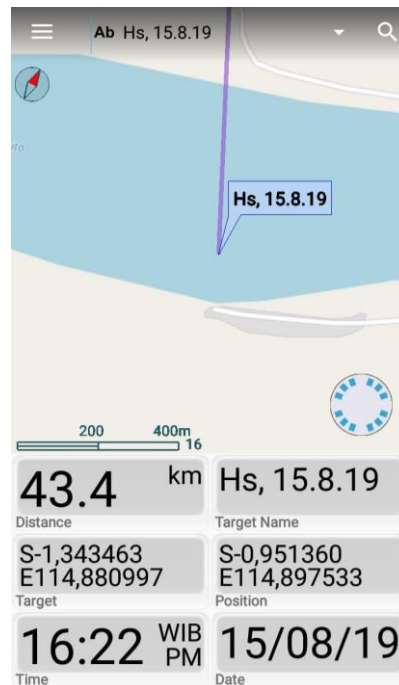 Ab Hs, 15.8.19
Hs, 15.8.19
200 400m
16
43.4 km
Distance
Hs, 15.8.19
Target Name
S-1,343463
E114,880997
Target
S-0,951360
E114,897533
Position
16:22 WIB
PM
Time
15/08/19
Date